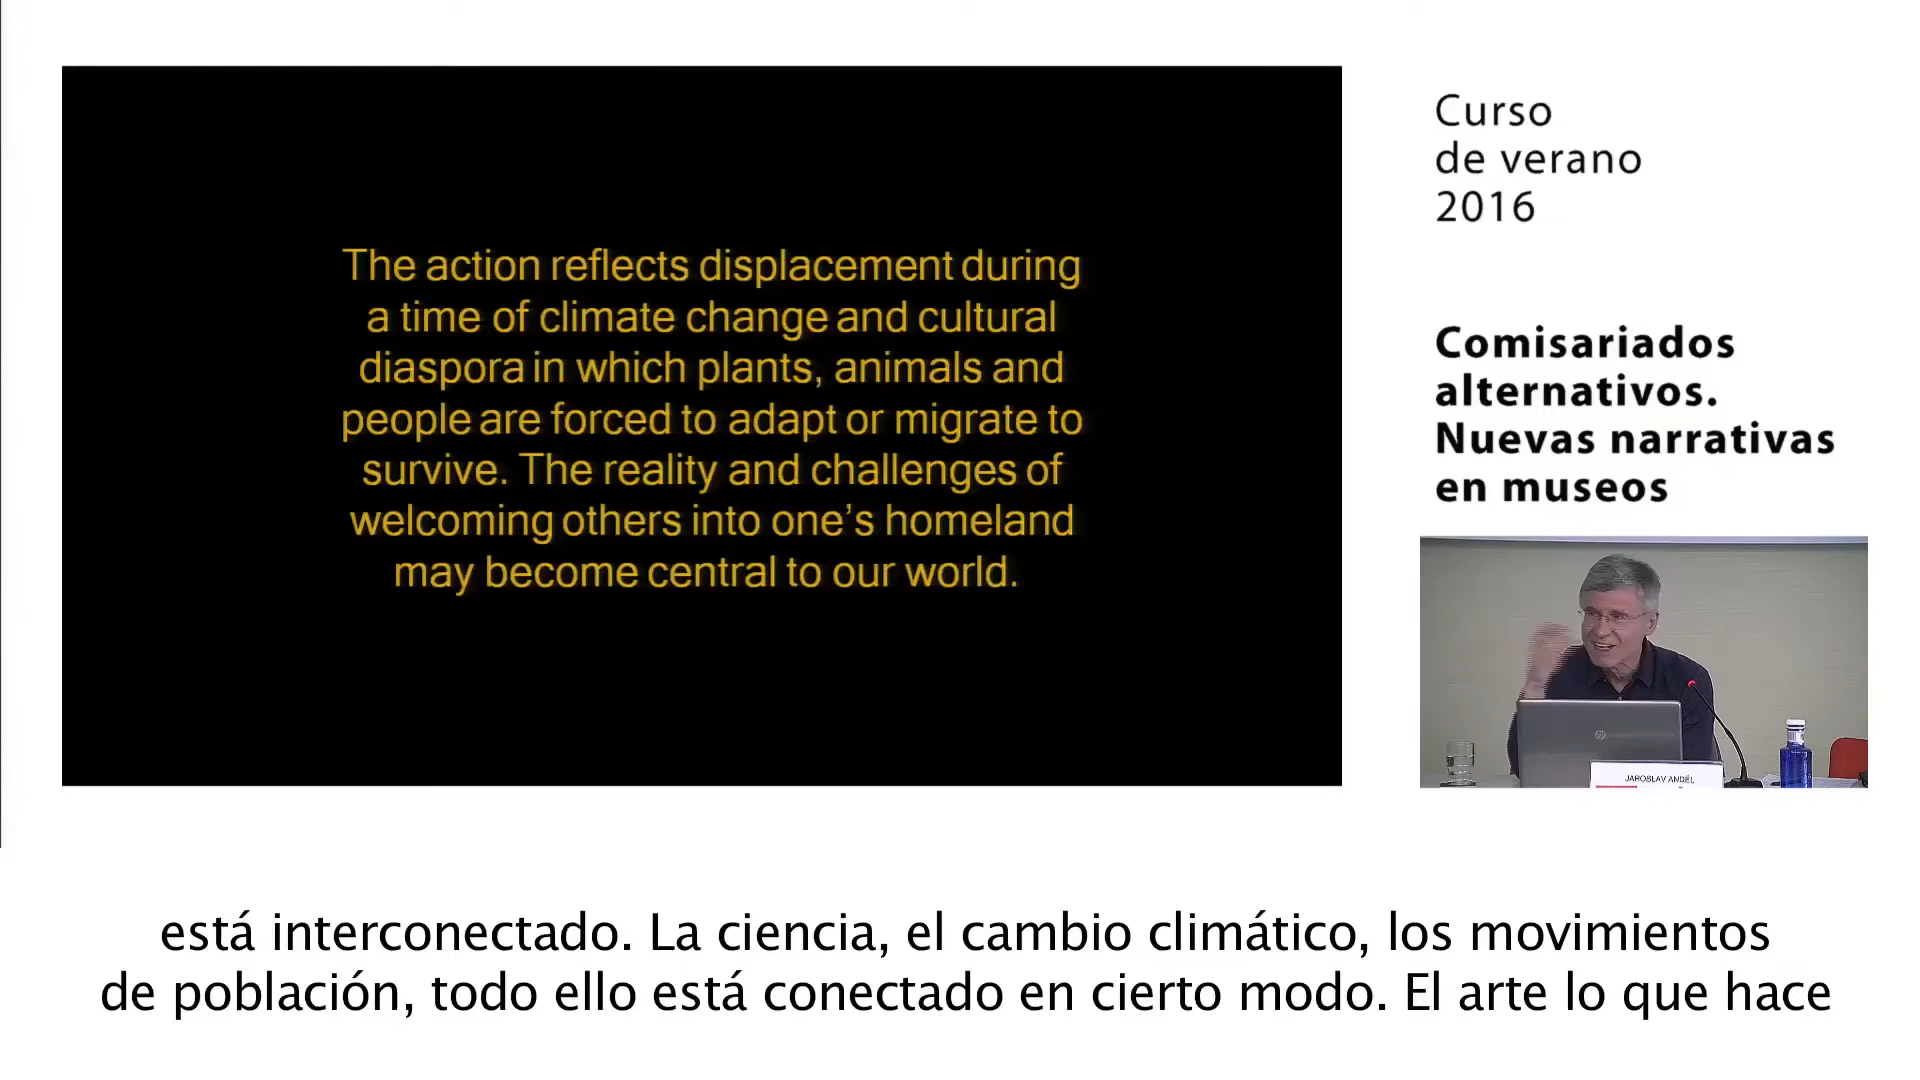 The action reflects displacement during
a time of climate change and cultural
diaspora in which plants, animals and
people are forced to adapt or migrate to
survive. The reality and challenges of
welcoming others into one’s homeland
may become central to our world.
Curso
de verano
2016
Comisariados
alternativos.
Nuevas narrativas
en museos
hp
JAROSLAV ANDĚL
está interconectado. La ciencia, el cambio climático, los movimientos
de población, todo ello está conectado en cierto modo. El arte lo que hace